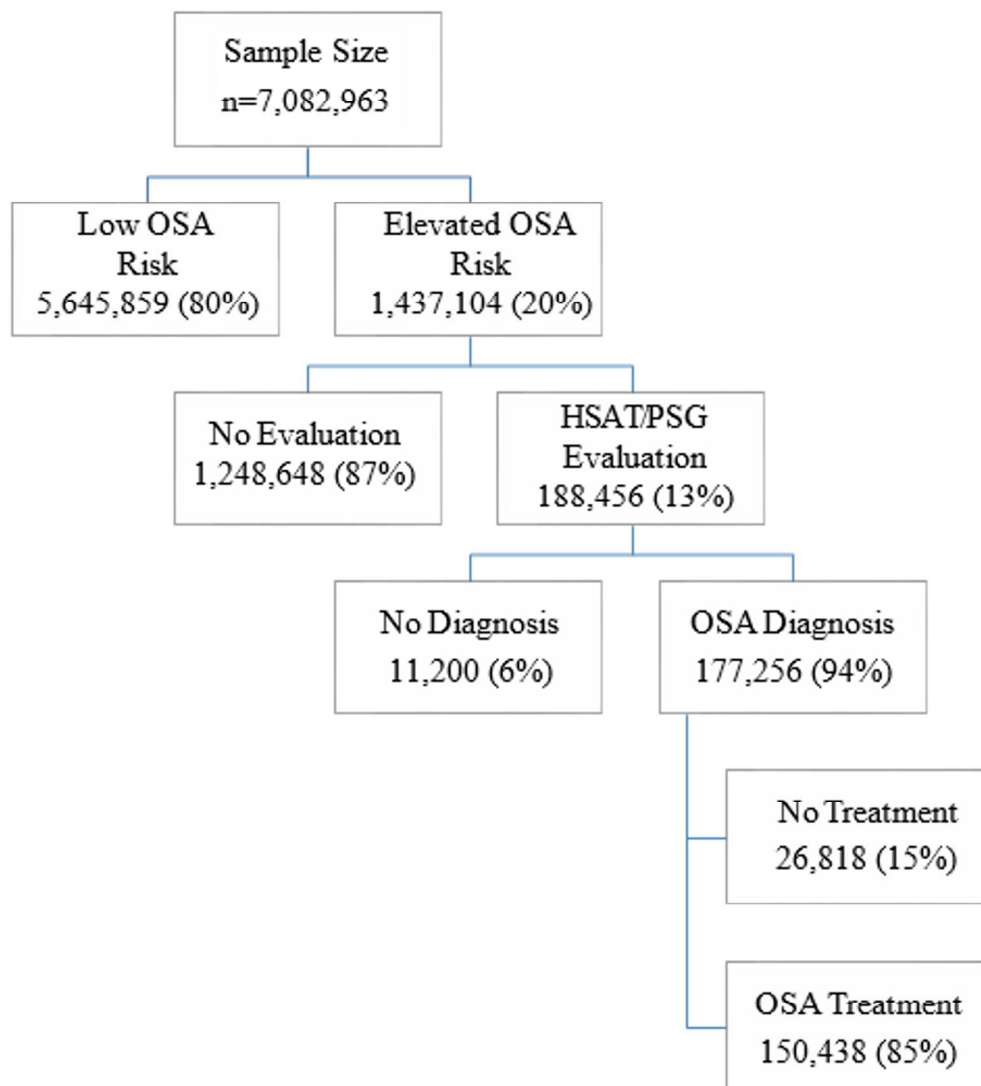 Sample Size
n=7,082,963
Low OSA
Risk
5,645,859 (80%)
Elevated OSA
Risk
1,437,104 (20%)
No Evaluation
1,248,648 (87%)
HSAT/PSG
Evaluation
188,456 (13%)
No Diagnosis
11,200 (6%)
OSA Diagnosis
177,256 (94%)
No Treatment
26,818 (15%)
OSA Treatment
150,438 (85%)